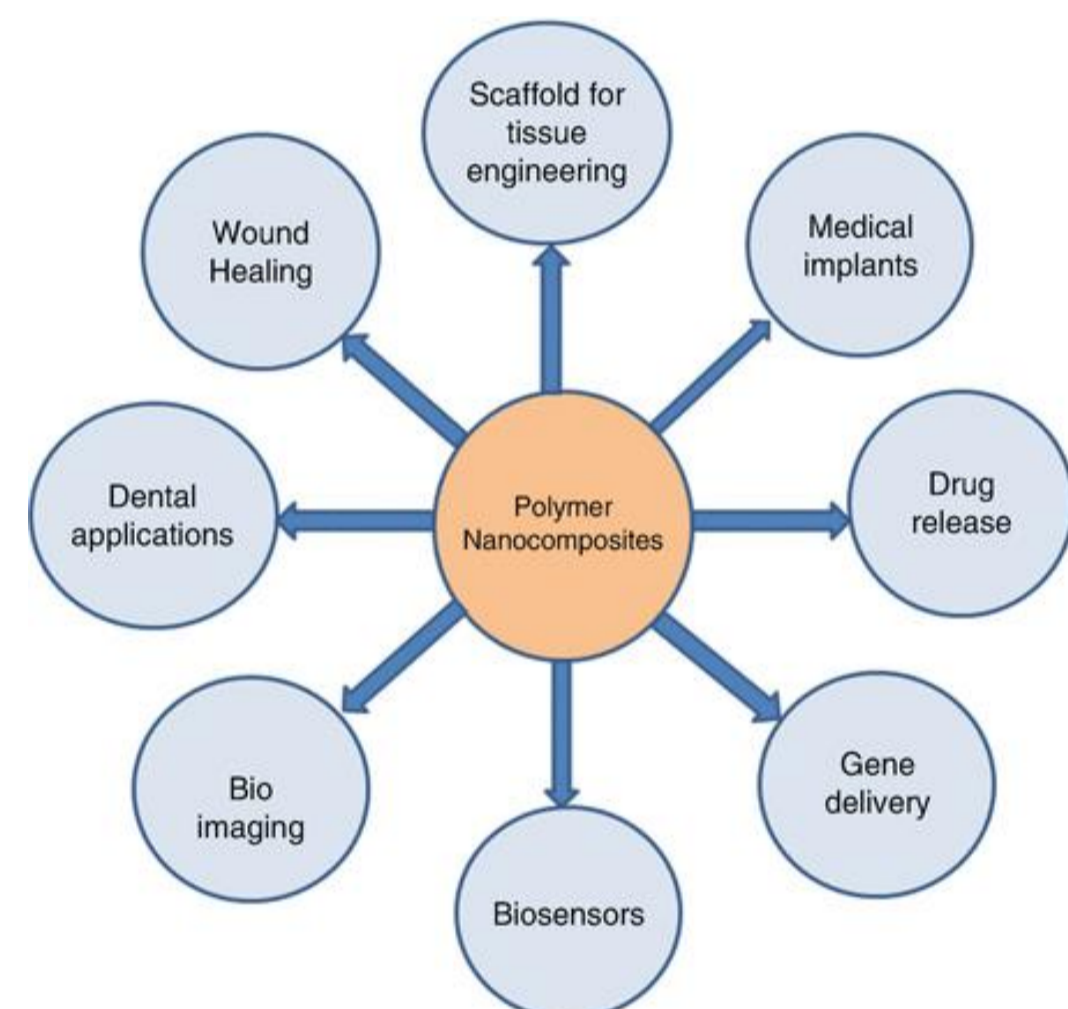 Scaffold for
tissue
engineering
Wound
Healing
Medical
implants
Dental
applications
Polymer
Nanocomposites
Drug
release
Bio
imaging
Gene
delivery
Biosensors